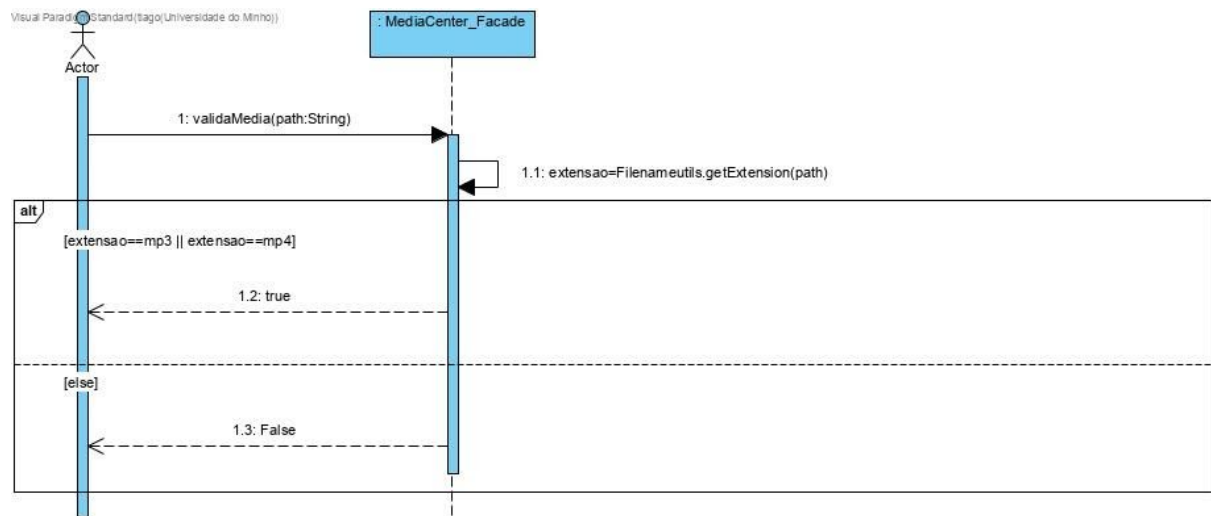 Visual Paradigm Standard(tiago(Universidade do Minho))
: MediaCenter_Facade
Actor
1: validaMedia(path:String)
1.1: extensao=Filenameutils.getExtension(path)
alt
[extensao==mp3 || extensao==mp4]
1.2: true
[else]
1.3: False